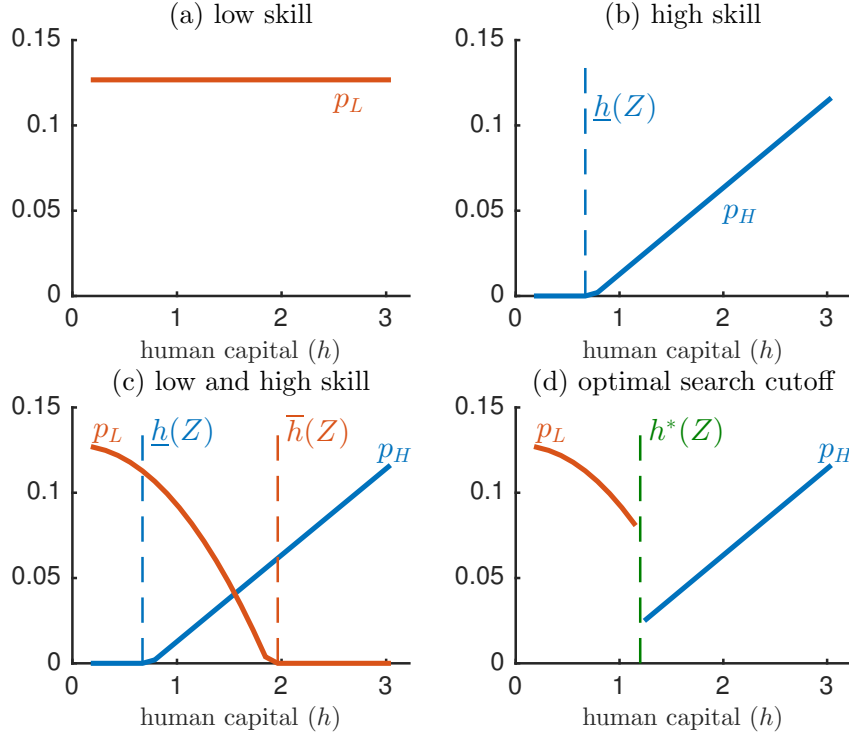 (a) low skill
0.15
0.1
0.05
0
p_L
0 1 2 3
human capital (h)
(b) high skill
0.15
0.1
0.05
0
h(Z)
p_H
0 1 2 3
human capital (h)
(c) low and high skill
0.15
0.1
0.05
0
p_L
h(Z)
h̅(Z)
p_H
0 1 2 3
human capital (h)
(d) optimal search cutoff
0.15
0.1
0.05
0
p_L
h*(Z)
p_H
0 1 2 3
human capital (h)